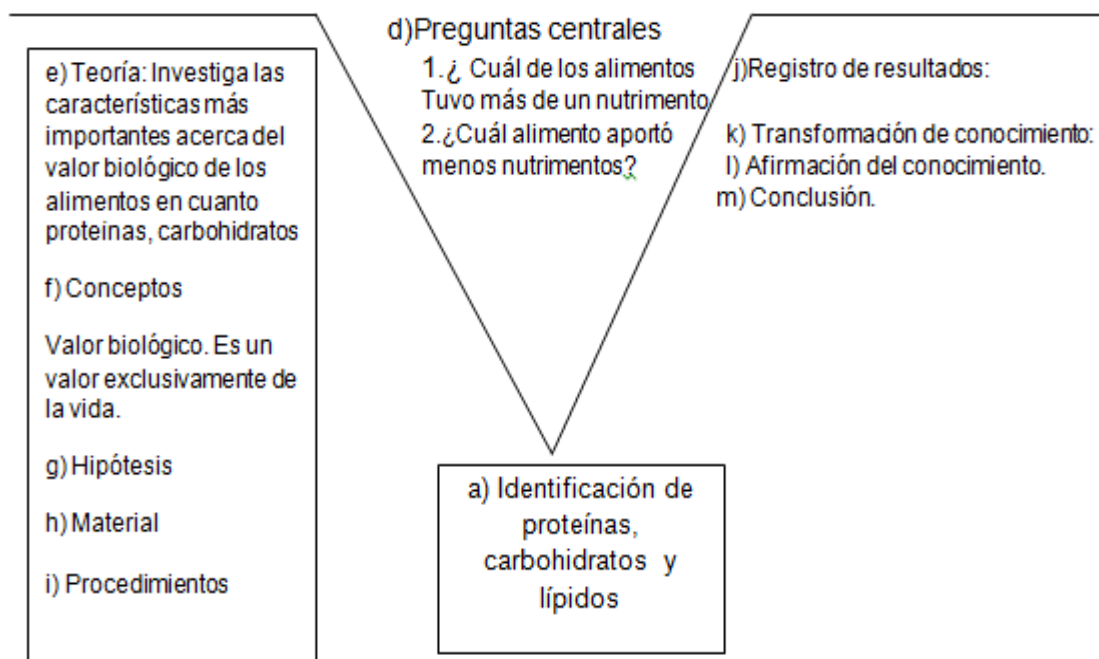 d)Preguntas centrales
1.¿ Cuál de los alimentos
Tuvo más de un nutrimento
2.¿Cuál alimento aportó
menos nutrimentos?
e) Teoría: Investiga las
características más
importantes acerca del
valor biológico de los
alimentos en cuanto
proteinas, carbohidratos
f) Conceptos
Valor biológico. Es un
valor exclusivamente de
la vida.
g) Hipótesis
h) Material
i) Procedimientos
j)Registro de resultados:
k) Transformación de conocimiento:
l) Afirmación del conocimiento.
m) Conclusión.
a) Identificación de
proteínas,
carbohidratos y
lípidos